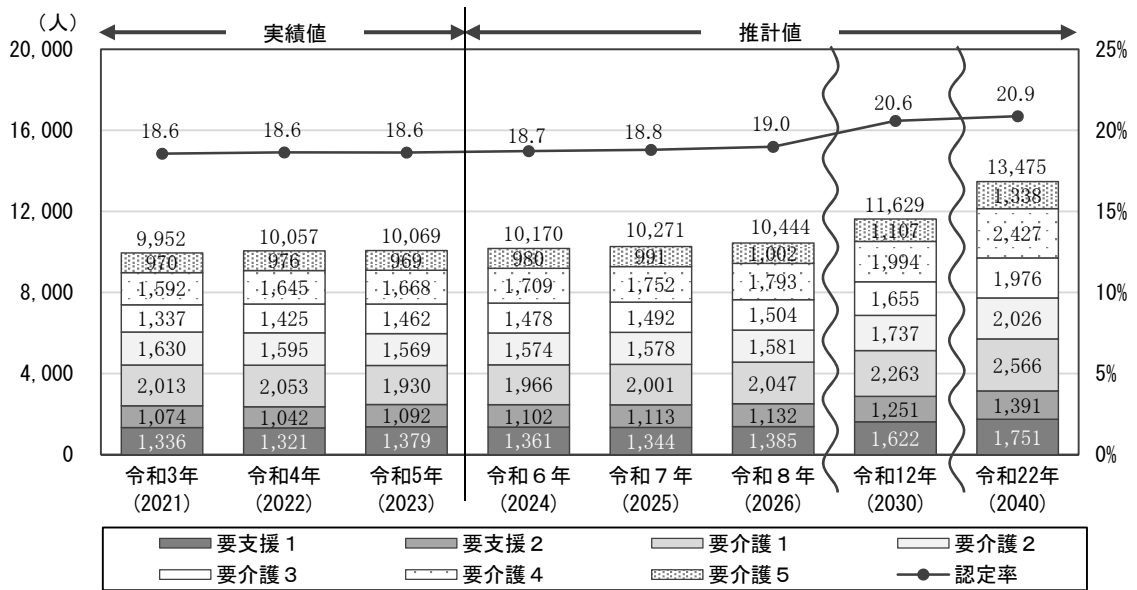 (人)
実績値 推計値
20,000 25%
18.6 18.6 18.6 18.7 18.8 19.0 20.6 20.9
16,000 20%
9,952 10,057 10,069 10,170 10,271 10,444 11,629 13,475
12,000 15%
970 976 969 980 991 1,002 1,107 1,338
1,592 1,645 1,668 1,709 1,752 1,793 1,994 2,427
8,000 10%
1,337 1,425 1,462 1,478 1,492 1,504 1,655 1,976
1,630 1,595 1,569 1,574 1,578 1,581 1,737 2,026
4,000 5%
2,013 2,053 1,930 1,966 2,001 2,047 2,263 2,566
1,074 1,042 1,092 1,102 1,113 1,132 1,251 1,391
1,336 1,321 1,379 1,361 1,344 1,385 1,622 1,751
0 0%
令和3年 令和4年 令和5年 令和6年 令和7年 令和8年 令和12年 令和22年
(2021) (2022) (2023) (2024) (2025) (2026) (2030) (2040)
要支援1 要支援2 要介護1 要介護2
要介護3 要介護4 要介護5 認定率